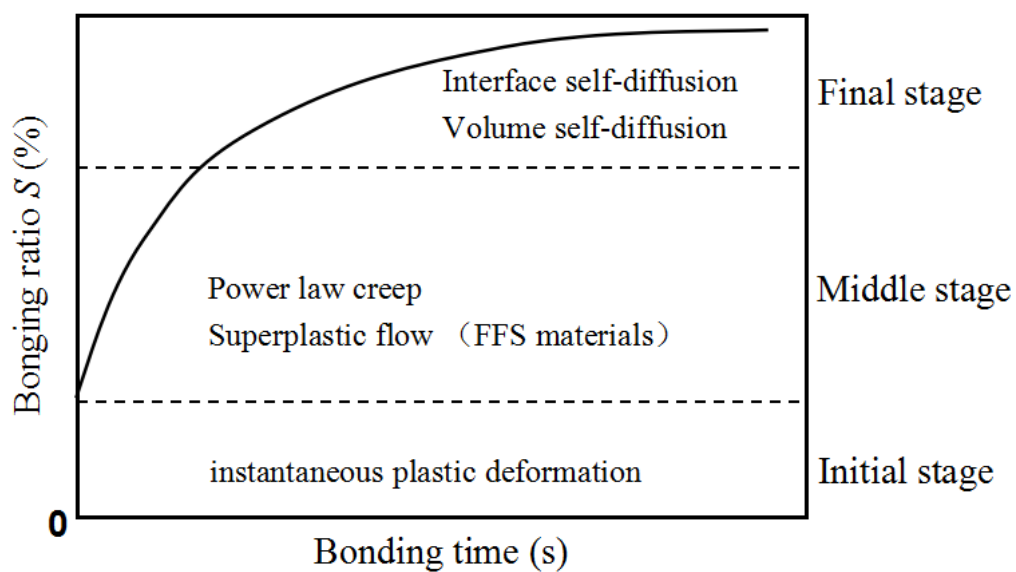 Interface self-diffusion
Volume self-diffusion
Final stage
Bonging ratio S (%)
Power law creep
Superplastic flow （FFS materials）
Middle stage
instantaneous plastic deformation
Initial stage
0
Bonding time (s)